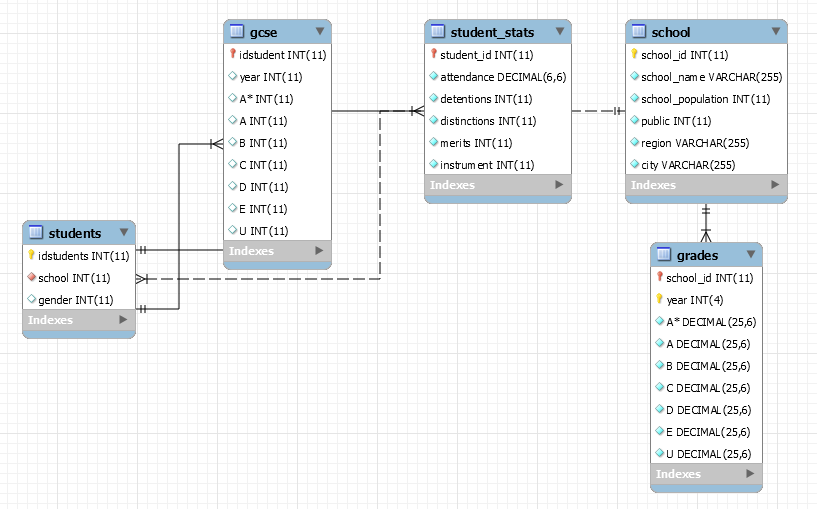 gcse
idstudent INT(11)
year INT(11)
A* INT(11)
A INT(11)
B INT(11)
C INT(11)
D INT(11)
E INT(11)
U INT(11)
Indexes
student_stats
student_id INT(11)
attendance DECIMAL(6,6)
detentions INT(11)
distinctions INT(11)
merits INT(11)
instrument INT(11)
Indexes
school
school_id INT(11)
school_name VARCHAR(255)
school_population INT(11)
public INT(11)
region VARCHAR(255)
city VARCHAR(255)
Indexes
students
idstudents INT(11)
school INT(11)
gender INT(11)
Indexes
grades
school_id INT(11)
year INT(4)
A* DECIMAL(25,6)
A DECIMAL(25,6)
B DECIMAL(25,6)
C DECIMAL(25,6)
D DECIMAL(25,6)
E DECIMAL(25,6)
U DECIMAL(25,6)
Indexes